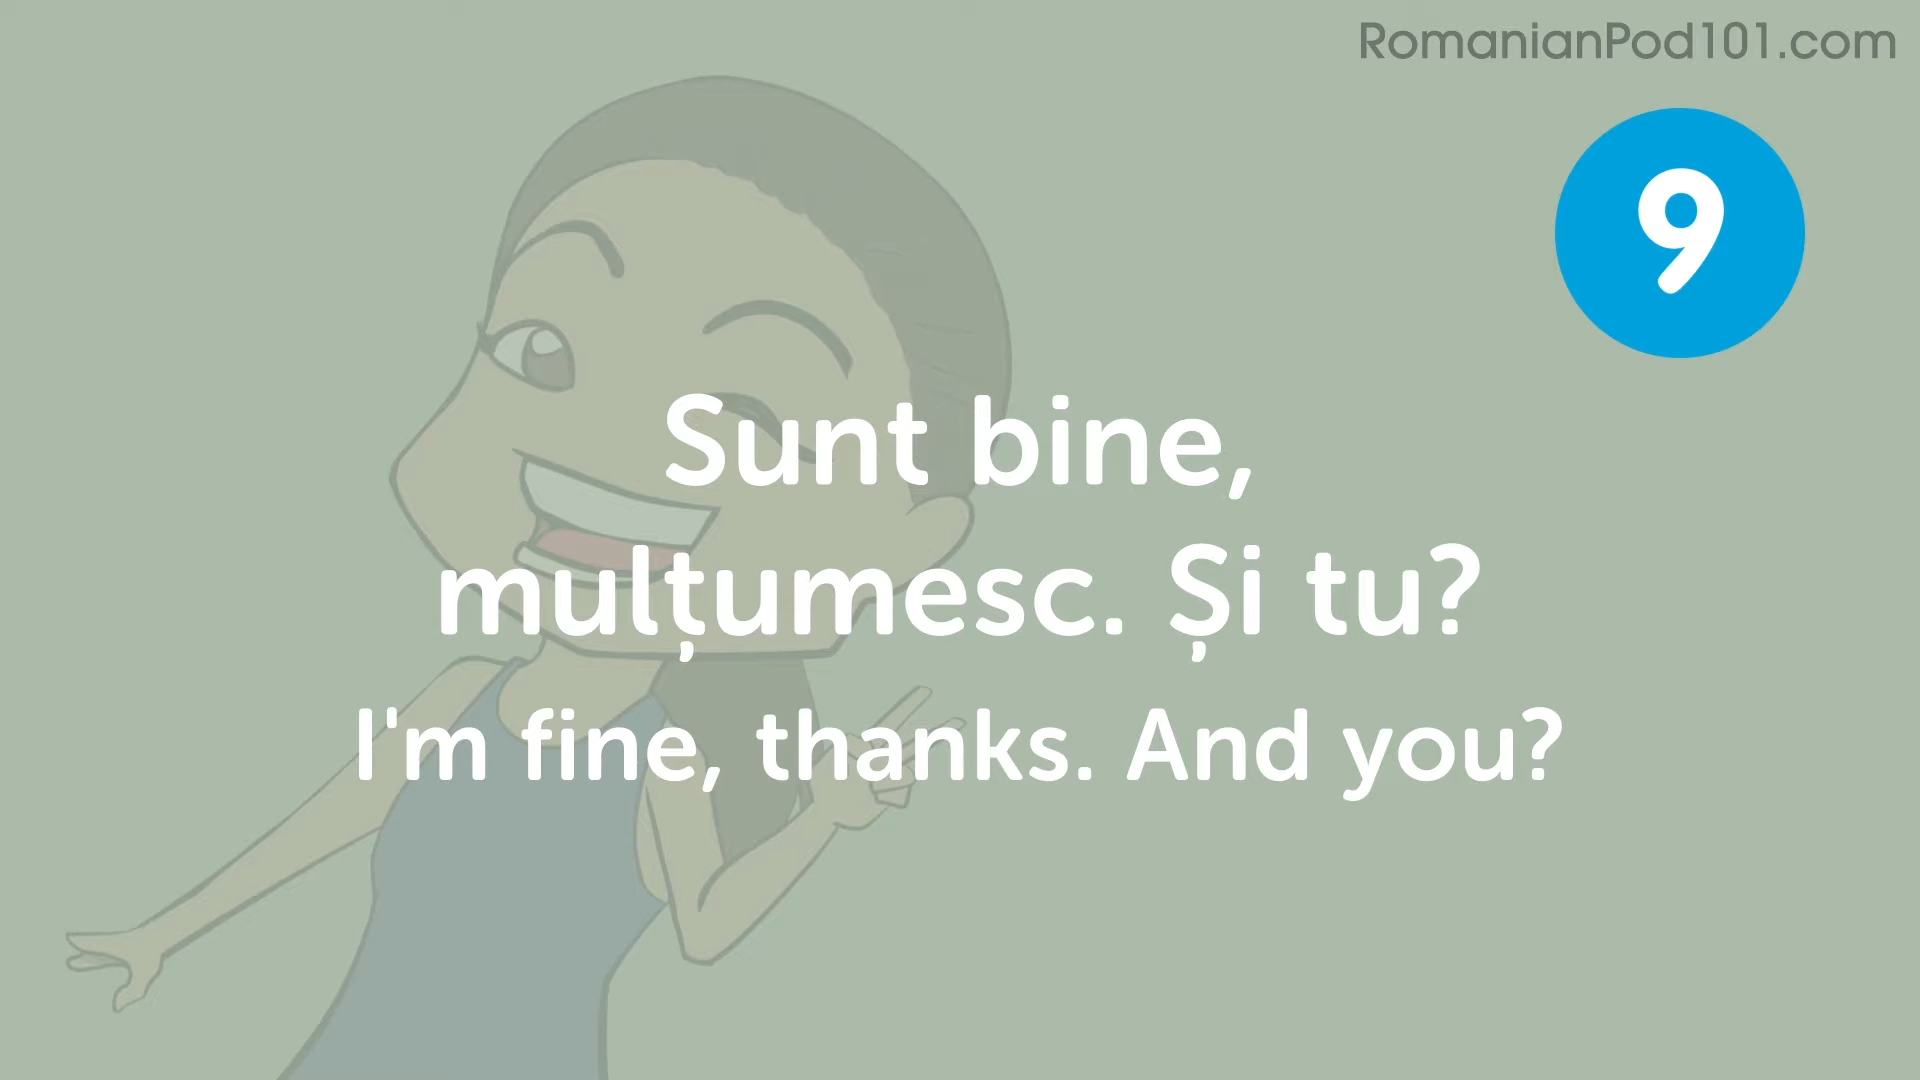 RomanianPod101.com
9
Sunt bine,
mulțumesc. Și tu?
I'm fine, thanks. And you?